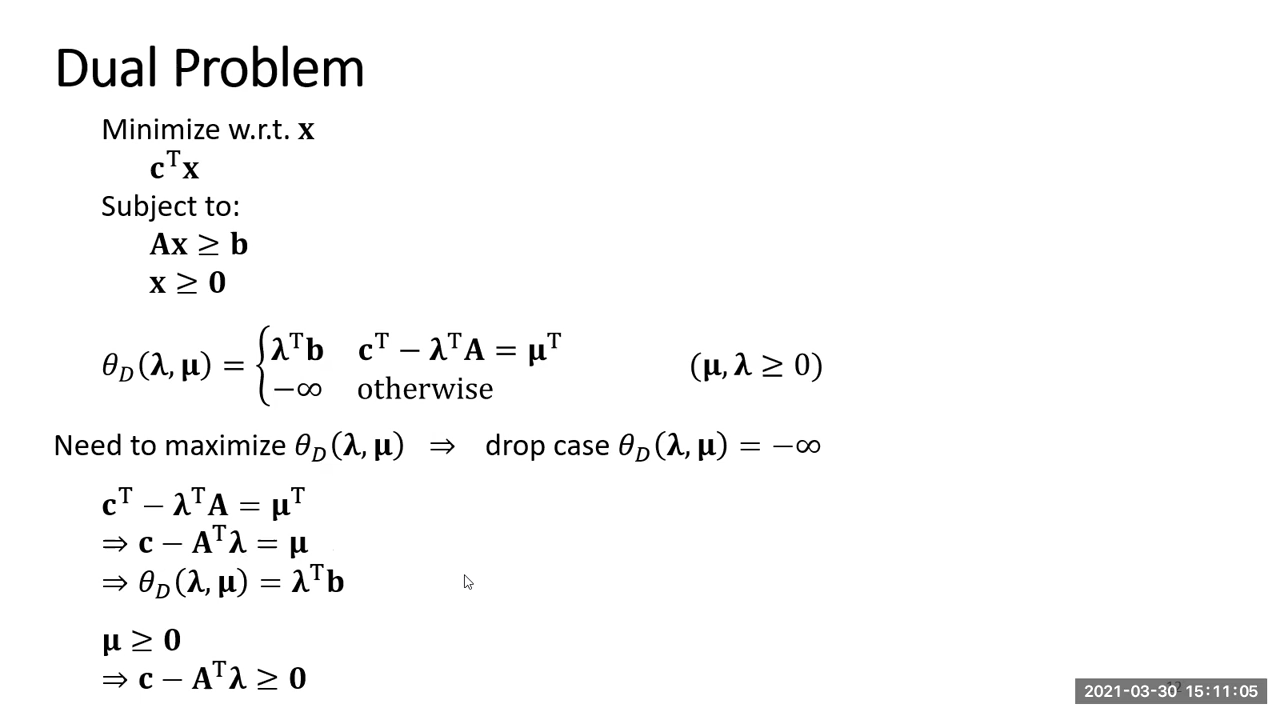 Dual Problem
Minimize w.r.t. 𝐱
𝐜ᵀ𝐱
Subject to:
𝐀𝐱 ≥ 𝐛
𝐱 ≥ 𝟎
θ_D(𝛌, 𝛍) = { 𝛌ᵀ𝐛 𝐜ᵀ − 𝛌ᵀ𝐀 = 𝛍ᵀ (𝛍, 𝛌 ≥ 0)
−∞ otherwise
Need to maximize θ_D(𝛌, 𝛍) ⇒ drop case θ_D(𝛌, 𝛍) = −∞
𝐜ᵀ − 𝛌ᵀ𝐀 = 𝛍ᵀ
⇒ 𝐜 − 𝐀ᵀ𝛌 = 𝛍
⇒ θ_D(𝛌, 𝛍) = 𝛌ᵀ𝐛
𝛍 ≥ 𝟎
⇒ 𝐜 − 𝐀ᵀ𝛌 ≥ 𝟎
2021-03-30 15:11:05